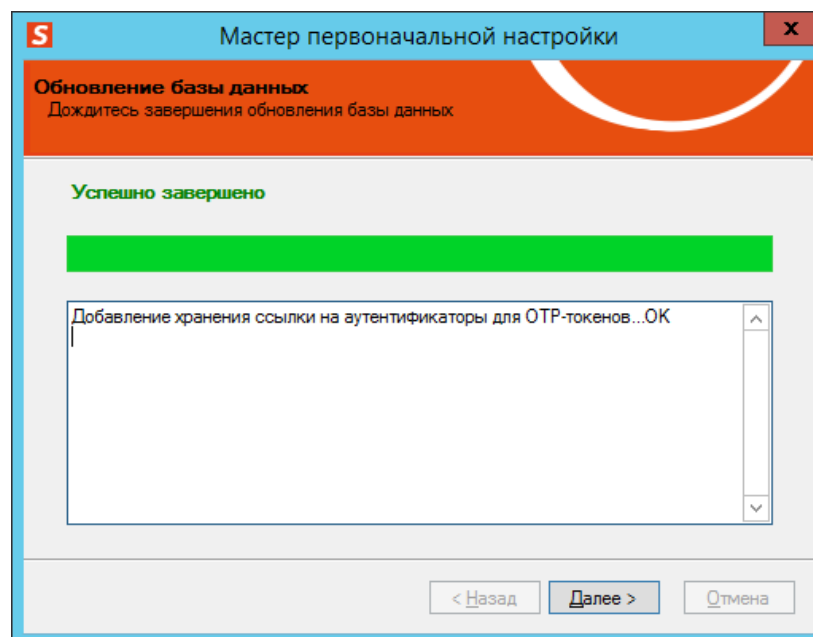 S
Мастер первоначальной настройки
x
Обновление базы данных
Дождитесь завершения обновления базы данных
Успешно завершено
Добавление хранения ссылки на аутентификаторы для OTP-токенов...OK
< Назад
Далее >
Отмена